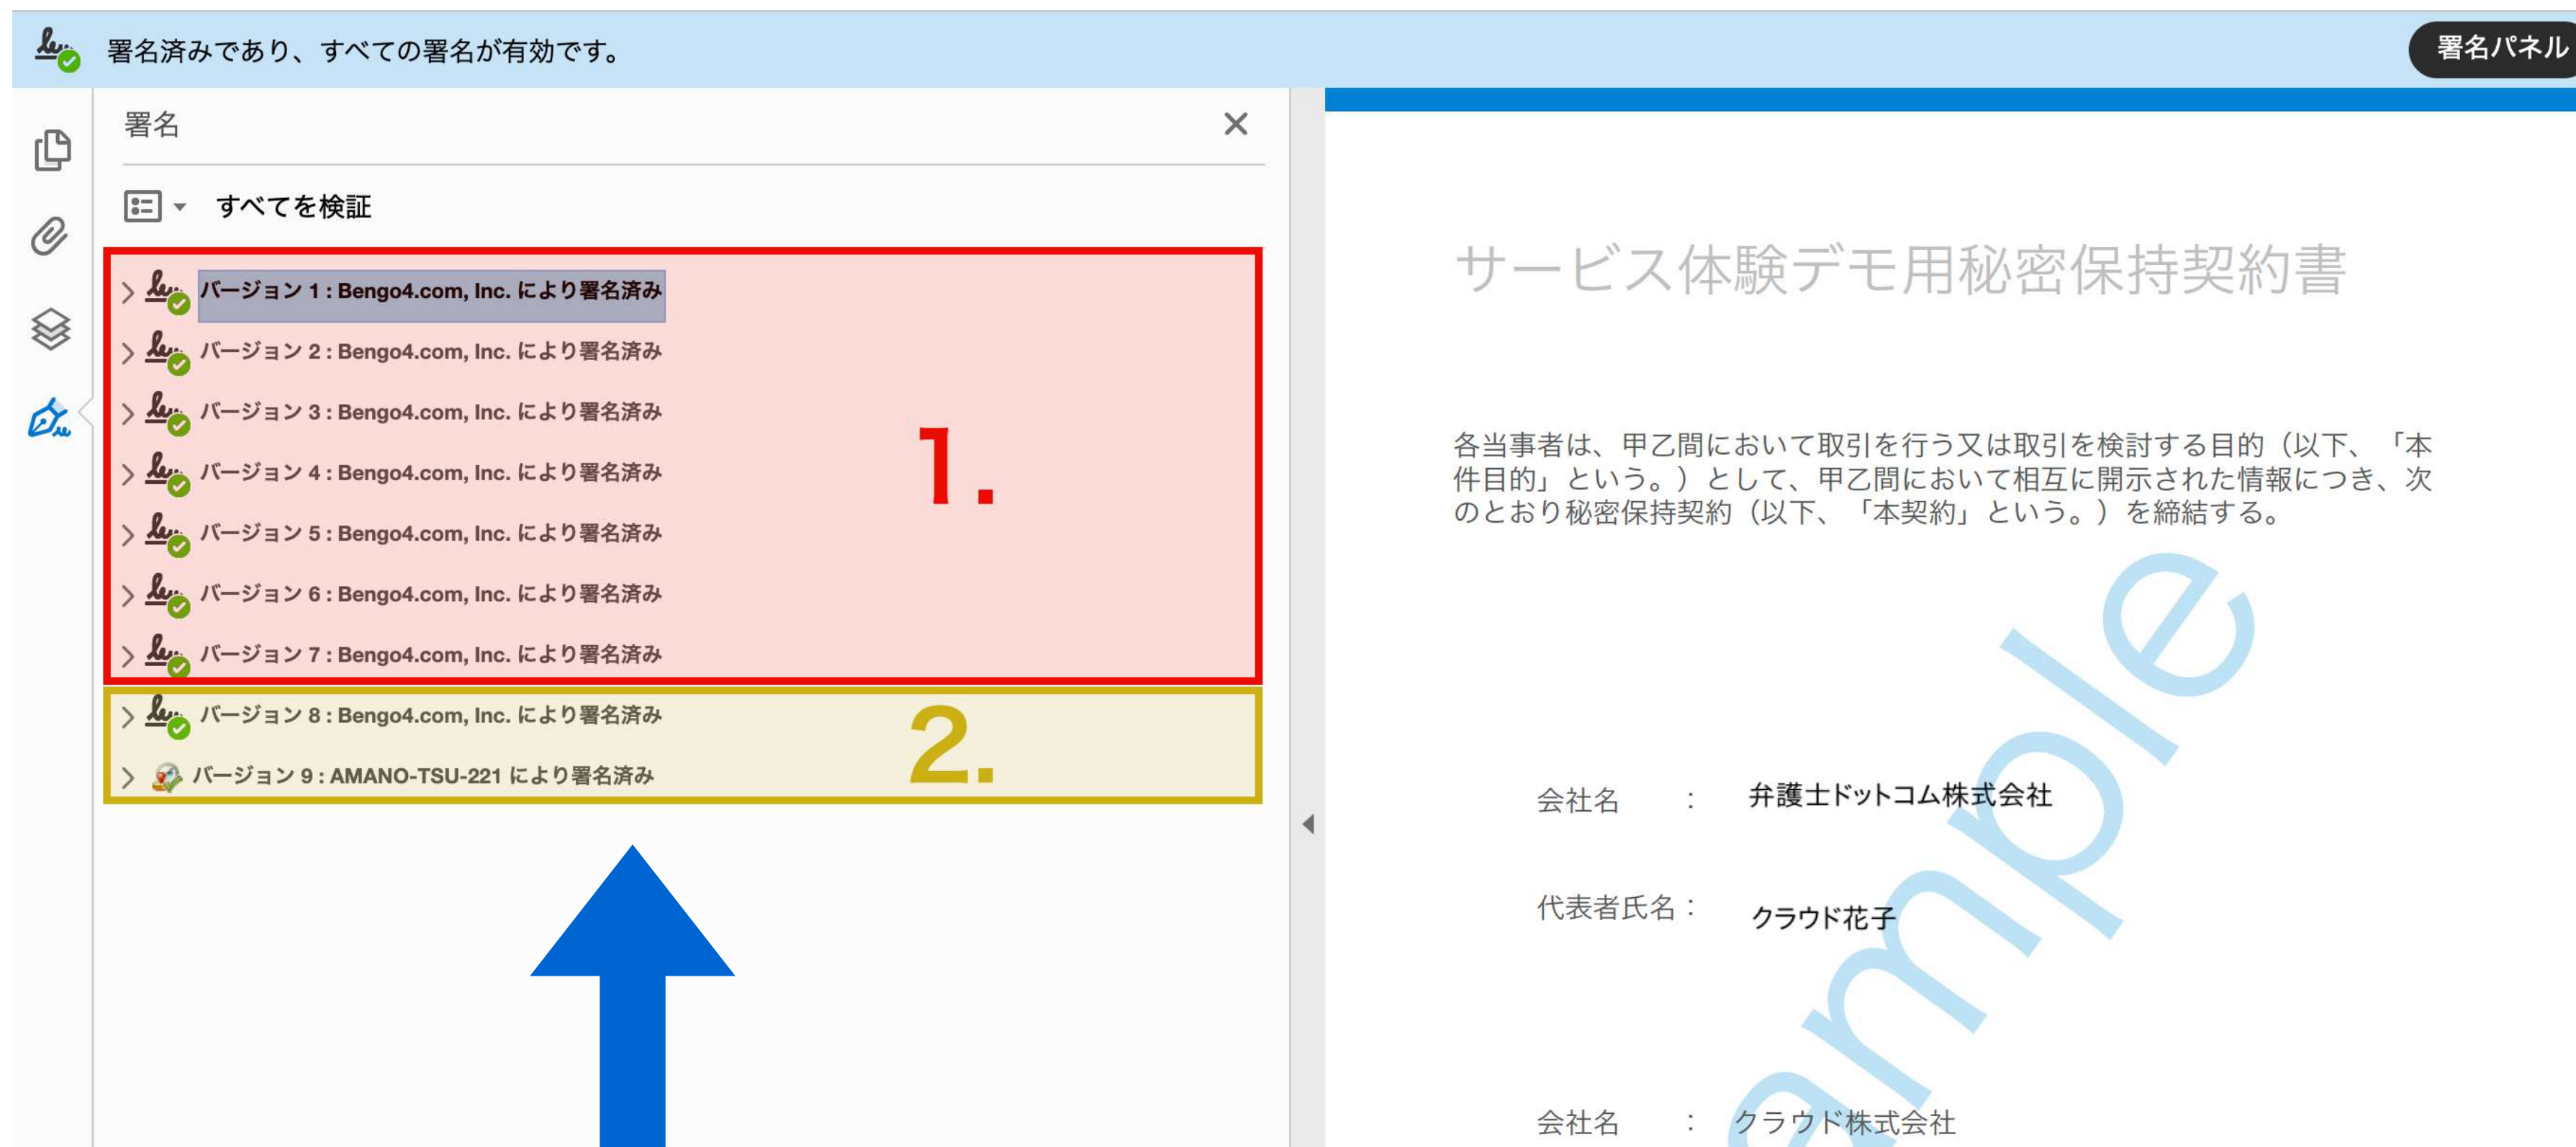 署名済みであり、すべての署名が有効です。
署名パネル
署名
すべてを検証
バージョン 1 : Bengo4.com, Inc. により署名済み
バージョン 2 : Bengo4.com, Inc. により署名済み
バージョン 3 : Bengo4.com, Inc. により署名済み
バージョン 4 : Bengo4.com, Inc. により署名済み
バージョン 5 : Bengo4.com, Inc. により署名済み
バージョン 6 : Bengo4.com, Inc. により署名済み
バージョン 7 : Bengo4.com, Inc. により署名済み
1.
バージョン 8 : Bengo4.com, Inc. により署名済み
バージョン 9 : AMANO-TSU-221 により署名済み
2.
サービス体験デモ用秘密保持契約書
各当事者は、甲乙間において取引を行う又は取引を検討する目的（以下、「本
件目的」という。）として、甲乙間において相互に開示された情報につき、次
のとおり秘密保持契約（以下、「本契約」という。）を締結する。
会社名 : 弁護士ドットコム株式会社
代表者氏名： クラウド花子
会社名 : クラウド株式会社
ample